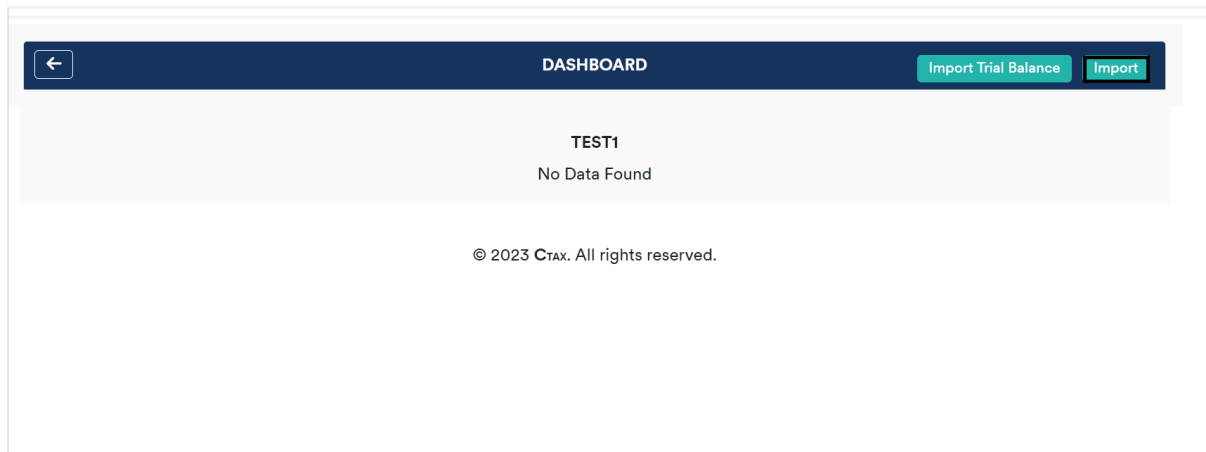 DASHBOARD
Import Trial Balance
Import
TEST1
No Data Found
© 2023 CTAX. All rights reserved.